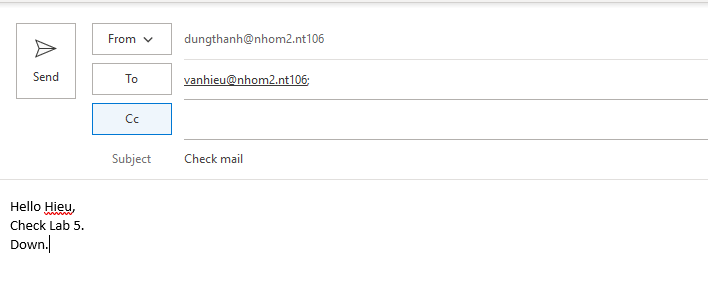 Send
From
dungthanh@nhom2.nt106
To
vanhieu@nhom2.nt106;
Cc
Subject
Check mail
Hello Hieu,
Check Lab 5.
Down.